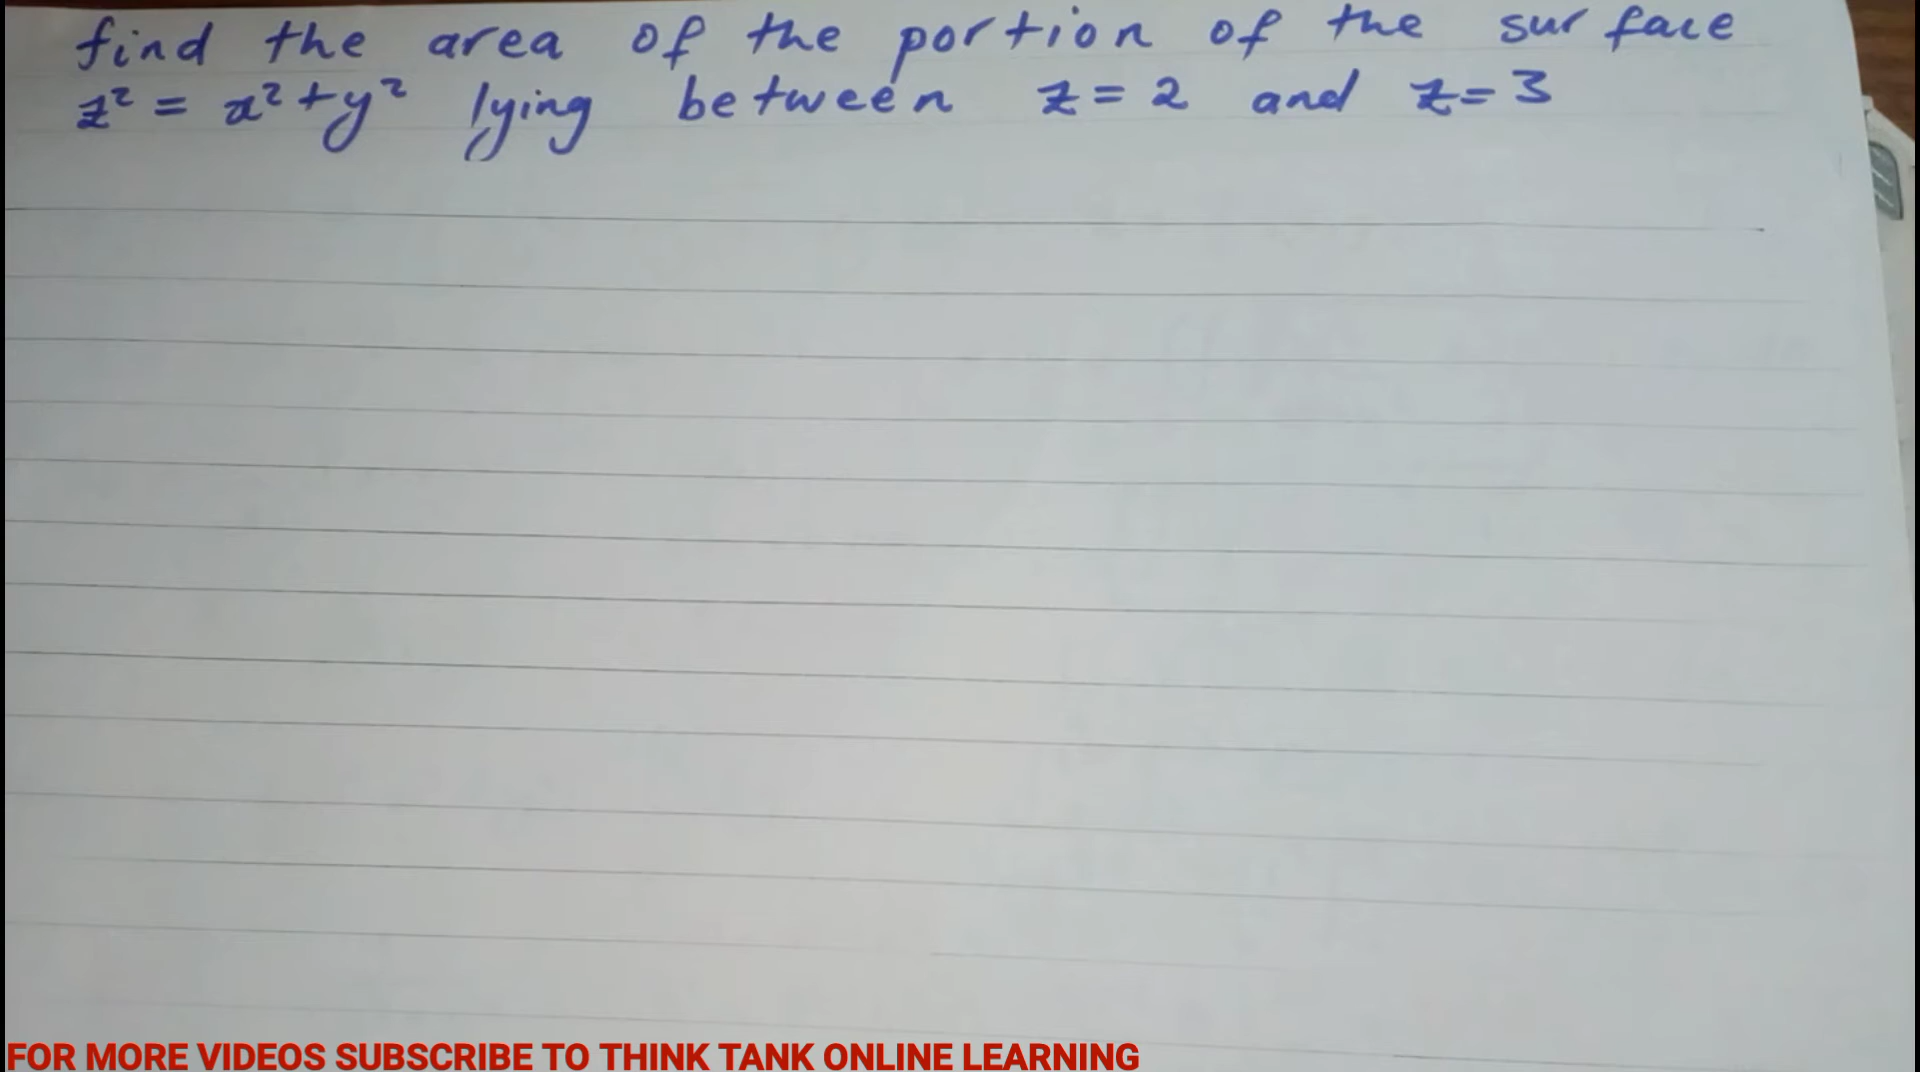 find the area of the portion of the surface
z² = x²+y² lying between z=2 and z=3
FOR MORE VIDEOS SUBSCRIBE TO THINK TANK ONLINE LEARNING